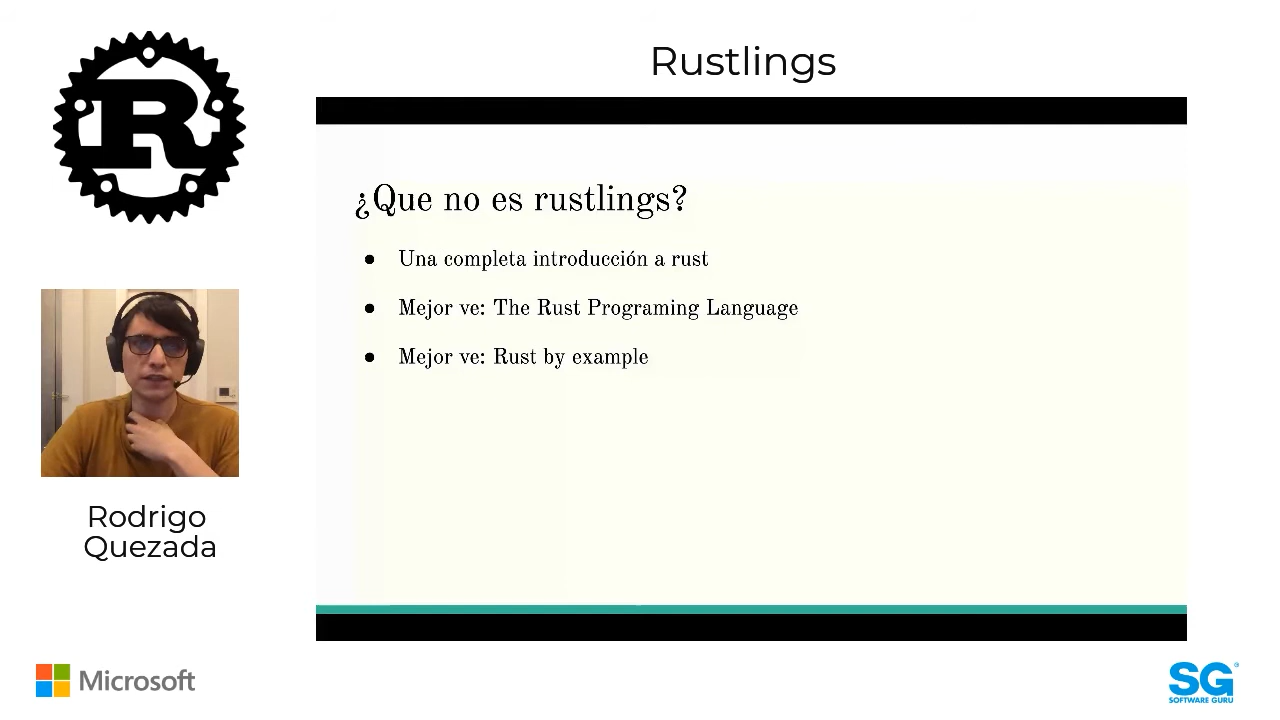 Rustlings
R
¿Que no es rustlings?
● Una completa introducción a rust
● Mejor ve: The Rust Programing Language
● Mejor ve: Rust by example
Rodrigo
Quezada
Microsoft
SG
SOFTWARE GURU